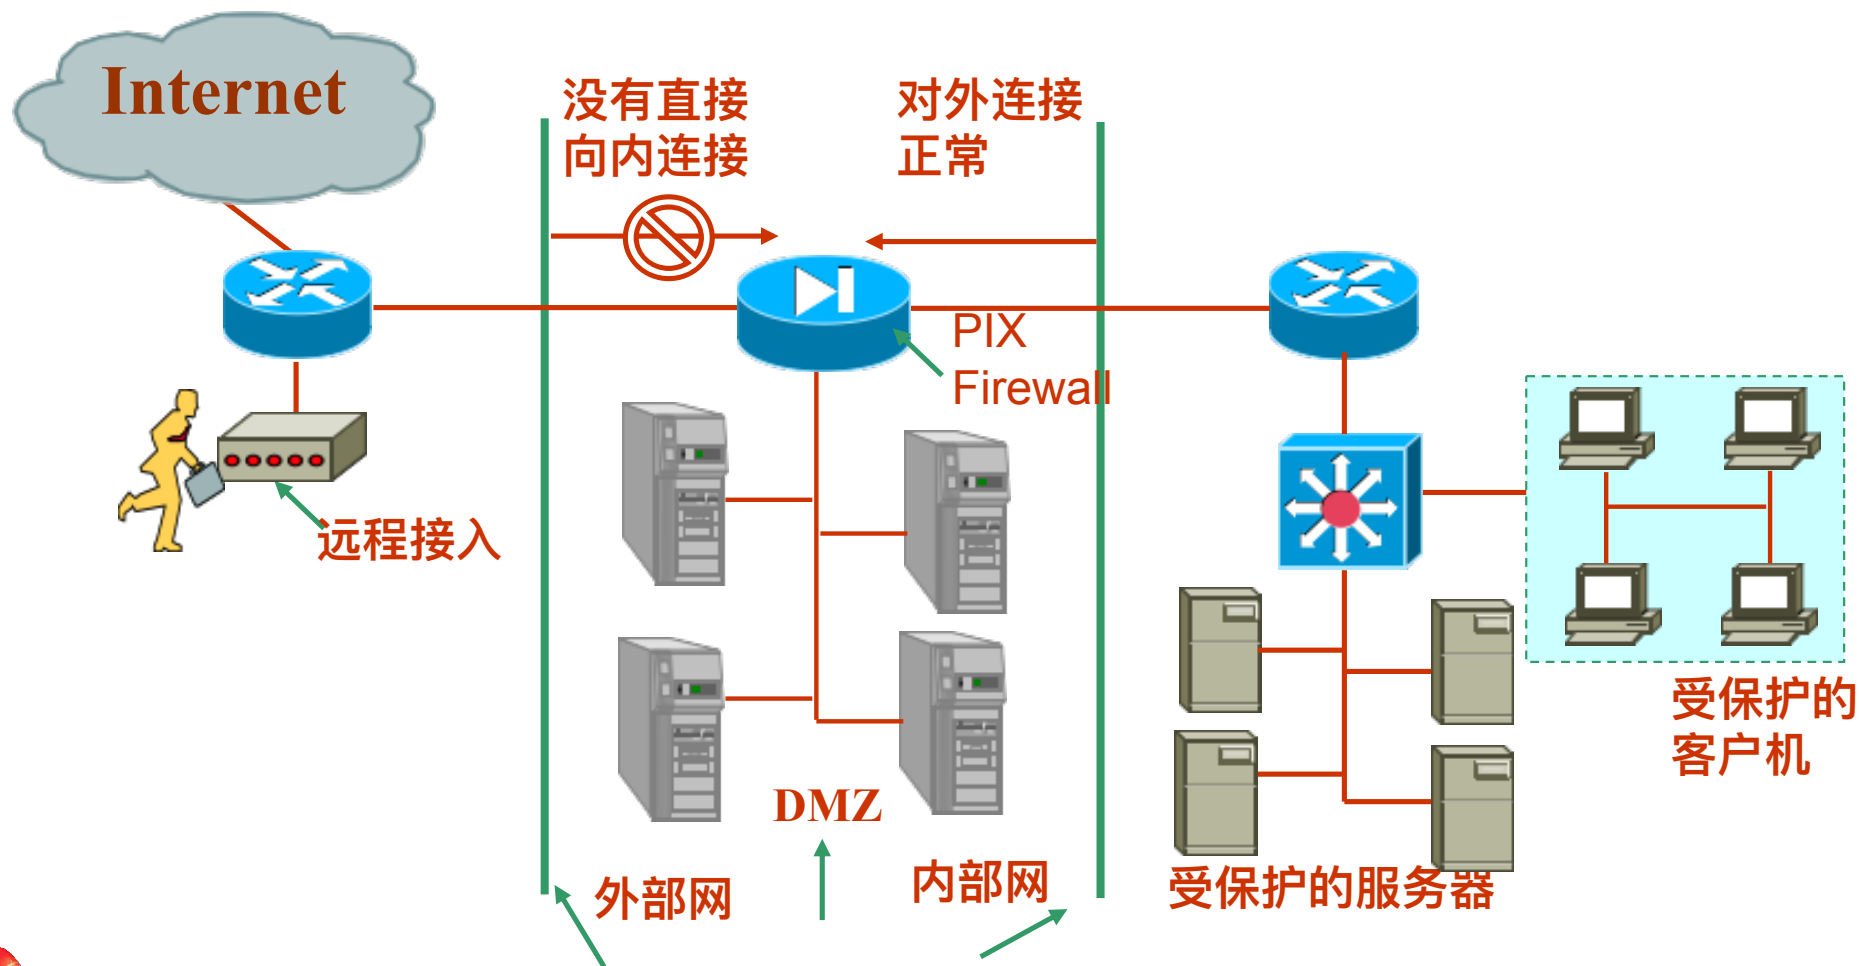 Internet
没有直接
向内连接
对外连接
正常
PIX
Firewall
远程接入
DMZ
外部网
内部网
受保护的服务器
受保护的
客户机